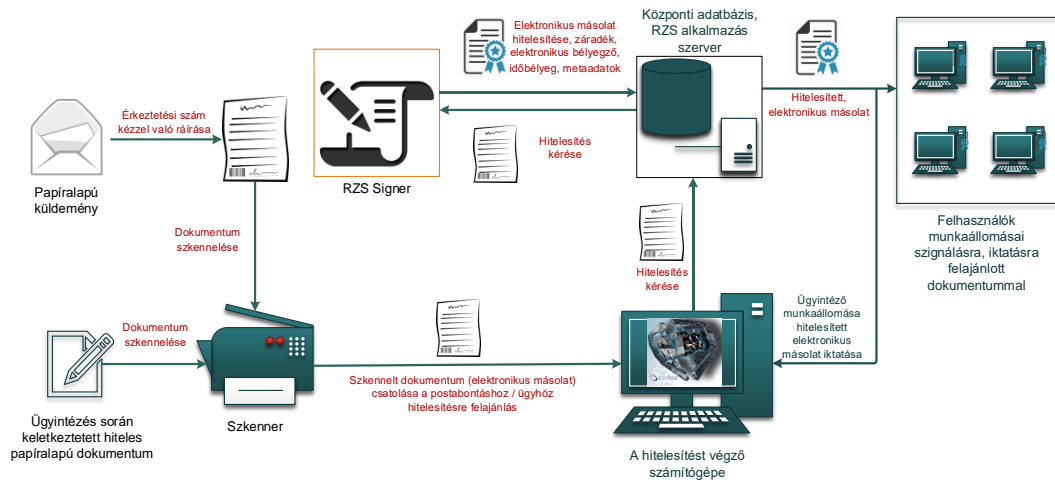 Elektronikus másolat
hitelesítése, záradék,
elektronikus bélyegző,
időbélyeg, metaadatok
Központi adatbázis,
RZS alkalmazás
szerver
Érkeztetési szám
kézzel való ráírása
Hitelesítés
kérése
Hitelesített,
elektronikus másolat
Papíralapú
küldemény
RZS Signer
Felhasználók
munkaállomásai
szignálásra, iktatásra
felajánlott
dokumentummal
Dokumentum
szkennelése
Hitelesítés
kérése
Dokumentum
szkennelése
Ügyintéző
munkaállomása
hitelesített
elektronikus
másolat iktatása
Szkennelt dokumentum (elektronikus másolat)
csatolása a postabontáshoz / ügyhöz
hitelesítésre felajánlás
Ügyintézés során
keletkeztetett hiteles
papíralapú dokumentum
Szkenner
A hitelesítést végző
számítógépe